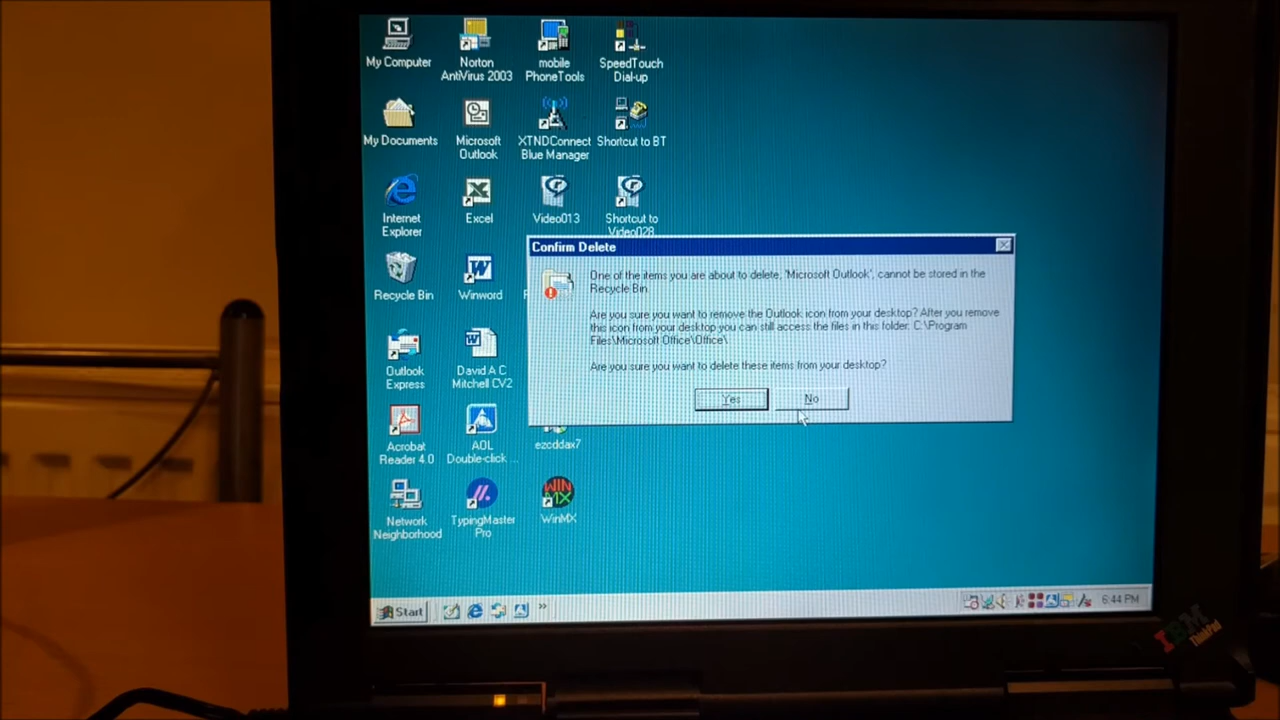 My Computer
Norton
AntiVirus 2003
mobile
PhoneTools
SpeedTouch
Dial-up
My Documents
Microsoft
Outlook
XTNDConnect
Blue Manager
Shortcut to BT
Internet
Explorer
Excel
Video013
Shortcut to
Video028
Recycle Bin
Winword
Confirm Delete
One of the items you are about to delete, 'Microsoft Outlook', cannot be stored in the
Recycle Bin
Are you sure you want to remove the Outlook icon from your desktop? After you remove
this icon from your desktop you can still access the files in this folder. C:\Program
Files\Microsoft Office\Office\
Are you sure you want to delete these items from your desktop?
Yes
No
Outlook
Express
David A C
Mitchell CV2
Acrobat
Reader 4.0
AOL
Double-click ...
ezcddax7
Network
Neighborhood
TypingMaster
Pro
WinMX
WIN
MX
Start
6:44 PM
IBM
ThinkPad